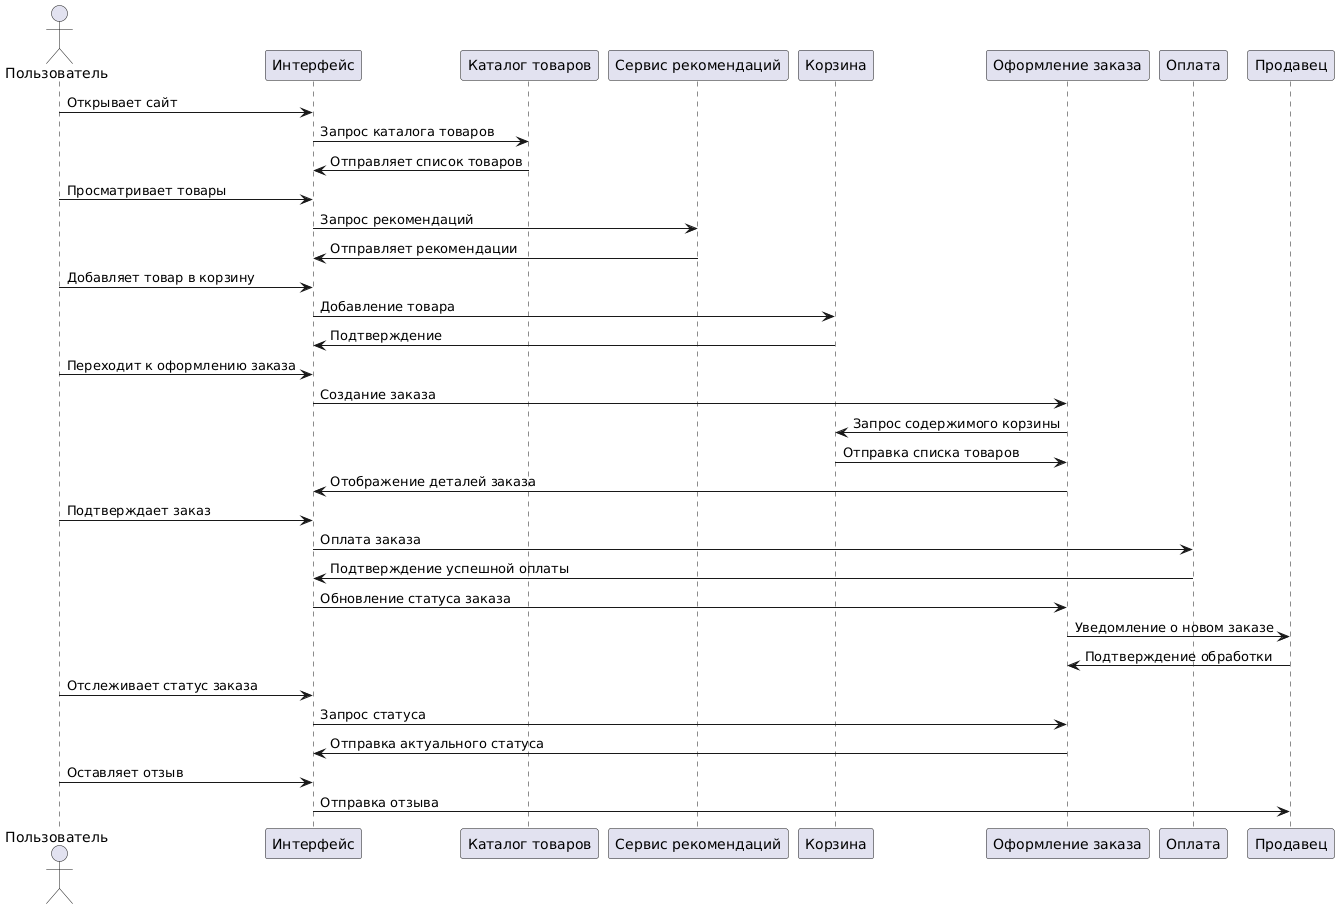 Пользователь
Интерфейс
Каталог товаров
Сервис рекомендаций
Корзина
Оформление заказа
Оплата
Продавец
Открывает сайт
Запрос каталога товаров
Отправляет список товаров
Просматривает товары
Запрос рекомендаций
Отправляет рекомендации
Добавляет товар в корзину
Добавление товара
Подтверждение
Переходит к оформлению заказа
Создание заказа
Запрос содержимого корзины
Отправка списка товаров
Отображение деталей заказа
Подтверждает заказ
Оплата заказа
Подтверждение успешной оплаты
Обновление статуса заказа
Уведомление о новом заказе
Подтверждение обработки
Отслеживает статус заказа
Запрос статуса
Отправка актуального статуса
Оставляет отзыв
Отправка отзыва
Пользователь
Интерфейс
Каталог товаров
Сервис рекомендаций
Корзина
Оформление заказа
Оплата
Продавец